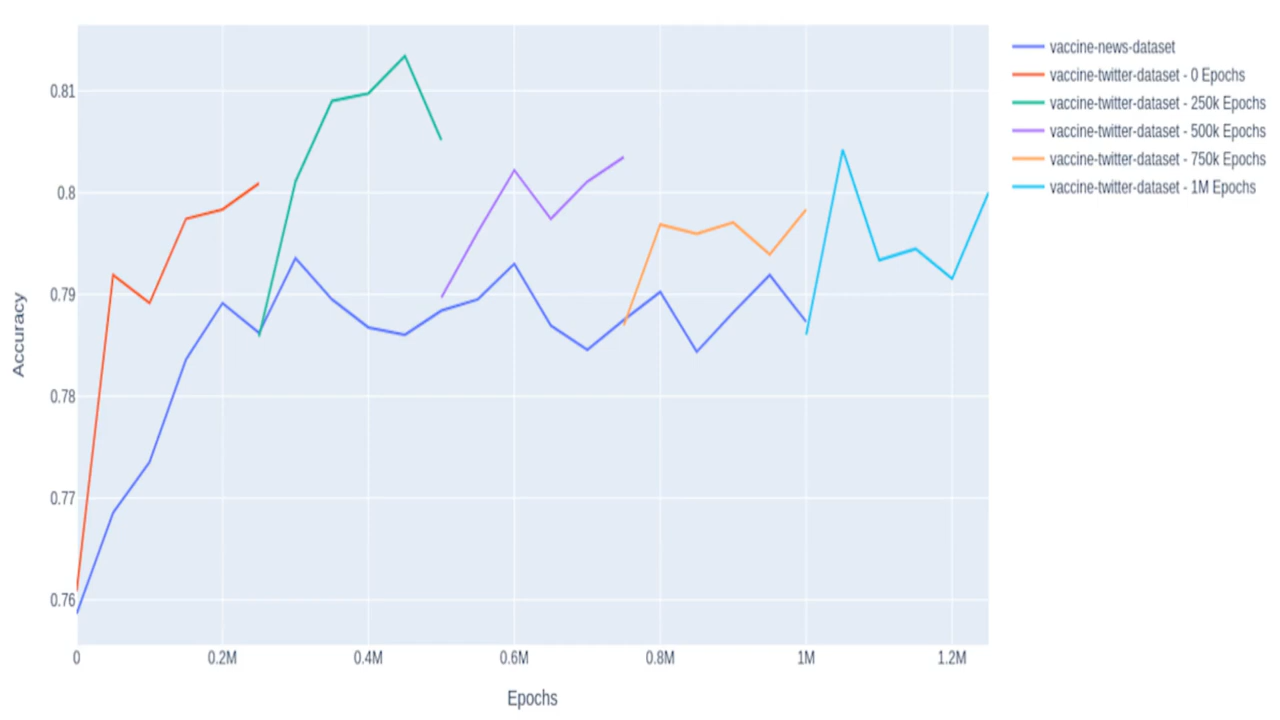 0.81
0.8
0.79
0.78
0.77
0.76
Accuracy
0
0.2M
0.4M
0.6M
0.8M
1M
1.2M
Epochs
vaccine-news-dataset
vaccine-twitter-dataset - 0 Epochs
vaccine-twitter-dataset - 250k Epochs
vaccine-twitter-dataset - 500k Epochs
vaccine-twitter-dataset - 750k Epochs
vaccine-twitter-dataset - 1M Epochs